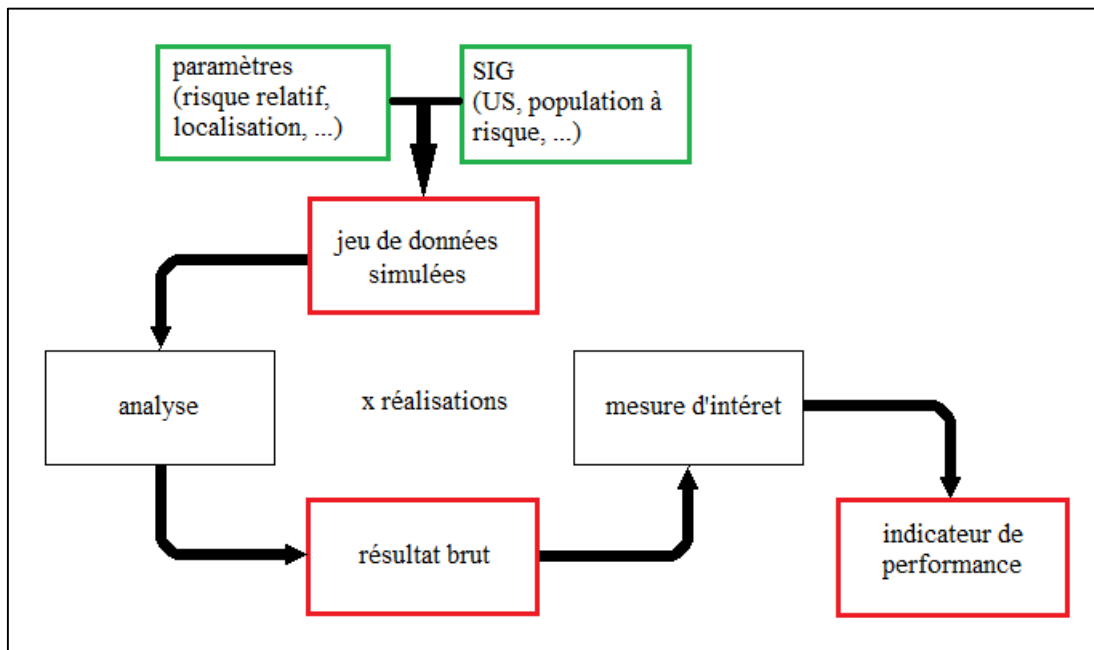 paramètres
(risque relatif,
localisation, ...)
SIG
(US, population à
risque, ...)
jeu de données
simulées
analyse
x réalisations
mesure d'intéret
résultat brut
indicateur de
performance